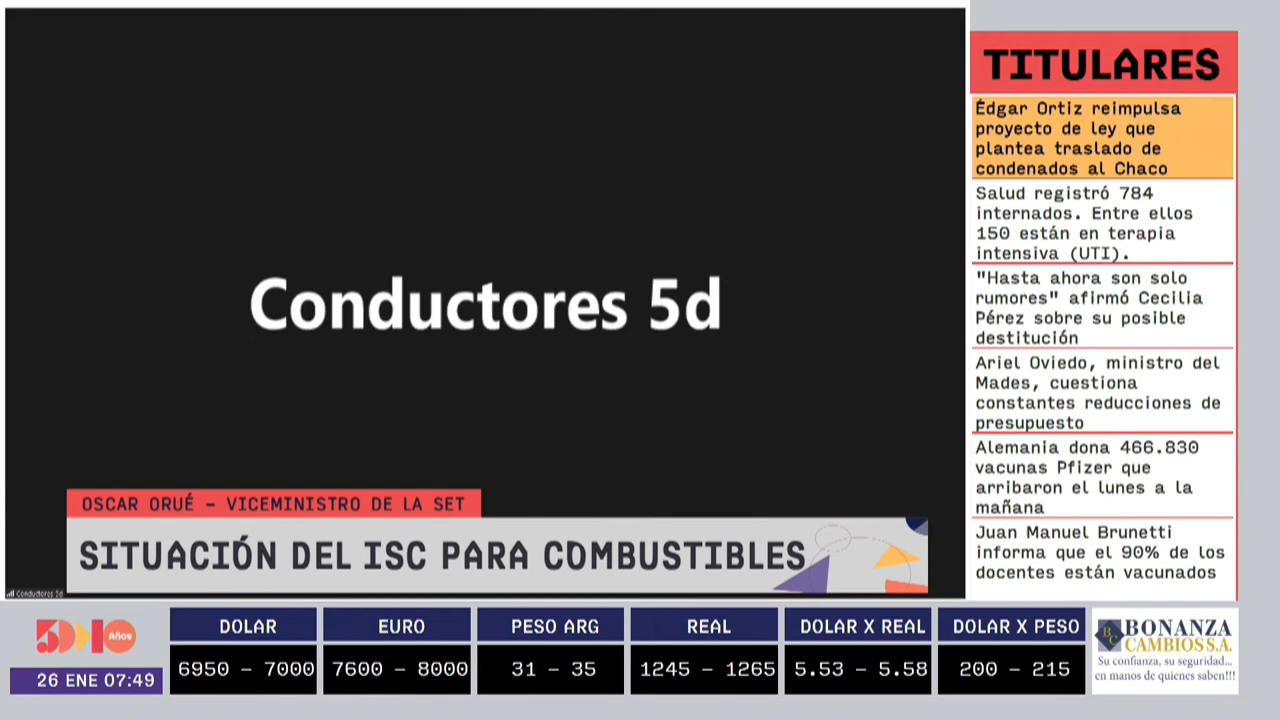 Conductores 5d
OSCAR ORUÉ – VICEMINISTRO DE LA SET
SITUACIÓN DEL ISC PARA COMBUSTIBLES
Conductores 5d
TITULARES
Édgar Ortiz reimpulsa
proyecto de ley que
plantea traslado de
condenados al Chaco
Salud registró 784
internados. Entre ellos
150 están en terapia
intensiva (UTI).
"Hasta ahora son solo
rumores" afirmó Cecilia
Pérez sobre su posible
destitución
Ariel Oviedo, ministro del
Mades, cuestiona
constantes reducciones de
presupuesto
Alemania dona 466.830
vacunas Pfizer que
arribaron el lunes a la
mañana
Juan Manuel Brunetti
informa que el 90% de los
docentes están vacunados
5D 10 Años
26 ENE 07:49
DOLAR
6950 – 7000
EURO
7600 – 8000
PESO ARG
31 – 35
REAL
1245 – 1265
DOLAR X REAL
5.53 – 5.58
DOLAR X PESO
200 – 215
BC BONANZA
CAMBIOS S.A.
Su confianza, su seguridad...
en manos de quienes saben!!!